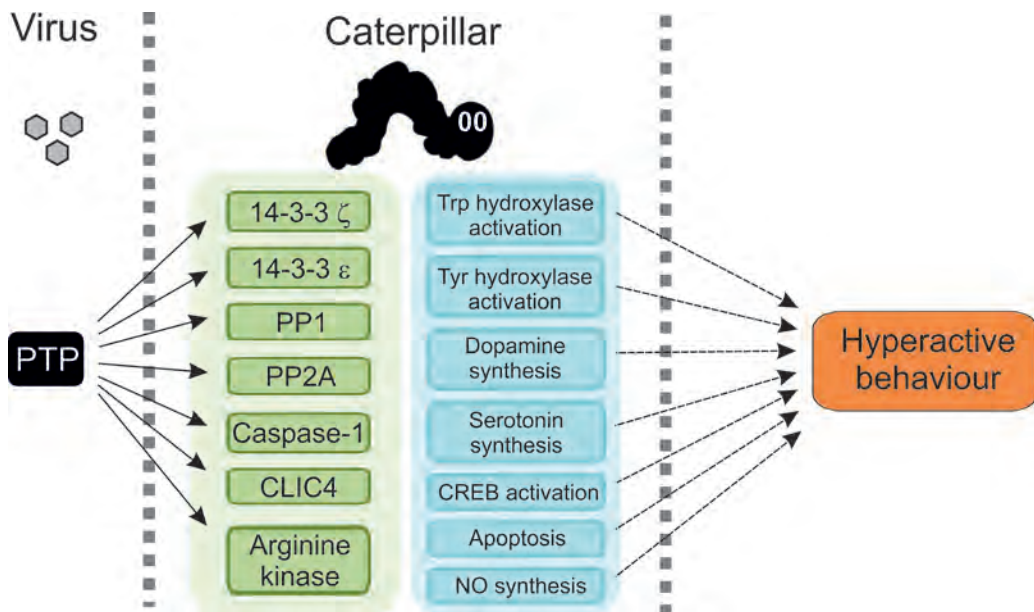 Virus
Caterpillar
00
PTP
14-3-3 ζ
14-3-3 ε
PP1
PP2A
Caspase-1
CLIC4
Arginine
kinase
Trp hydroxylase
activation
Tyr hydroxylase
activation
Dopamine
synthesis
Serotonin
synthesis
CREB activation
Apoptosis
NO synthesis
Hyperactive
behaviour